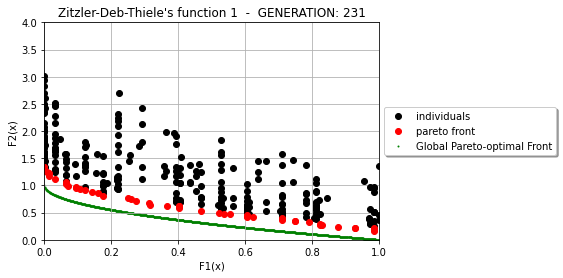 Zitzler-Deb-Thiele's function 1 - GENERATION: 231
4.0
3.5
3.0
2.5
2.0
1.5
1.0
0.5
0.0
F2(x)
0.0 0.2 0.4 0.6 0.8 1.0
F1(x)
individuals
pareto front
Global Pareto-optimal Front